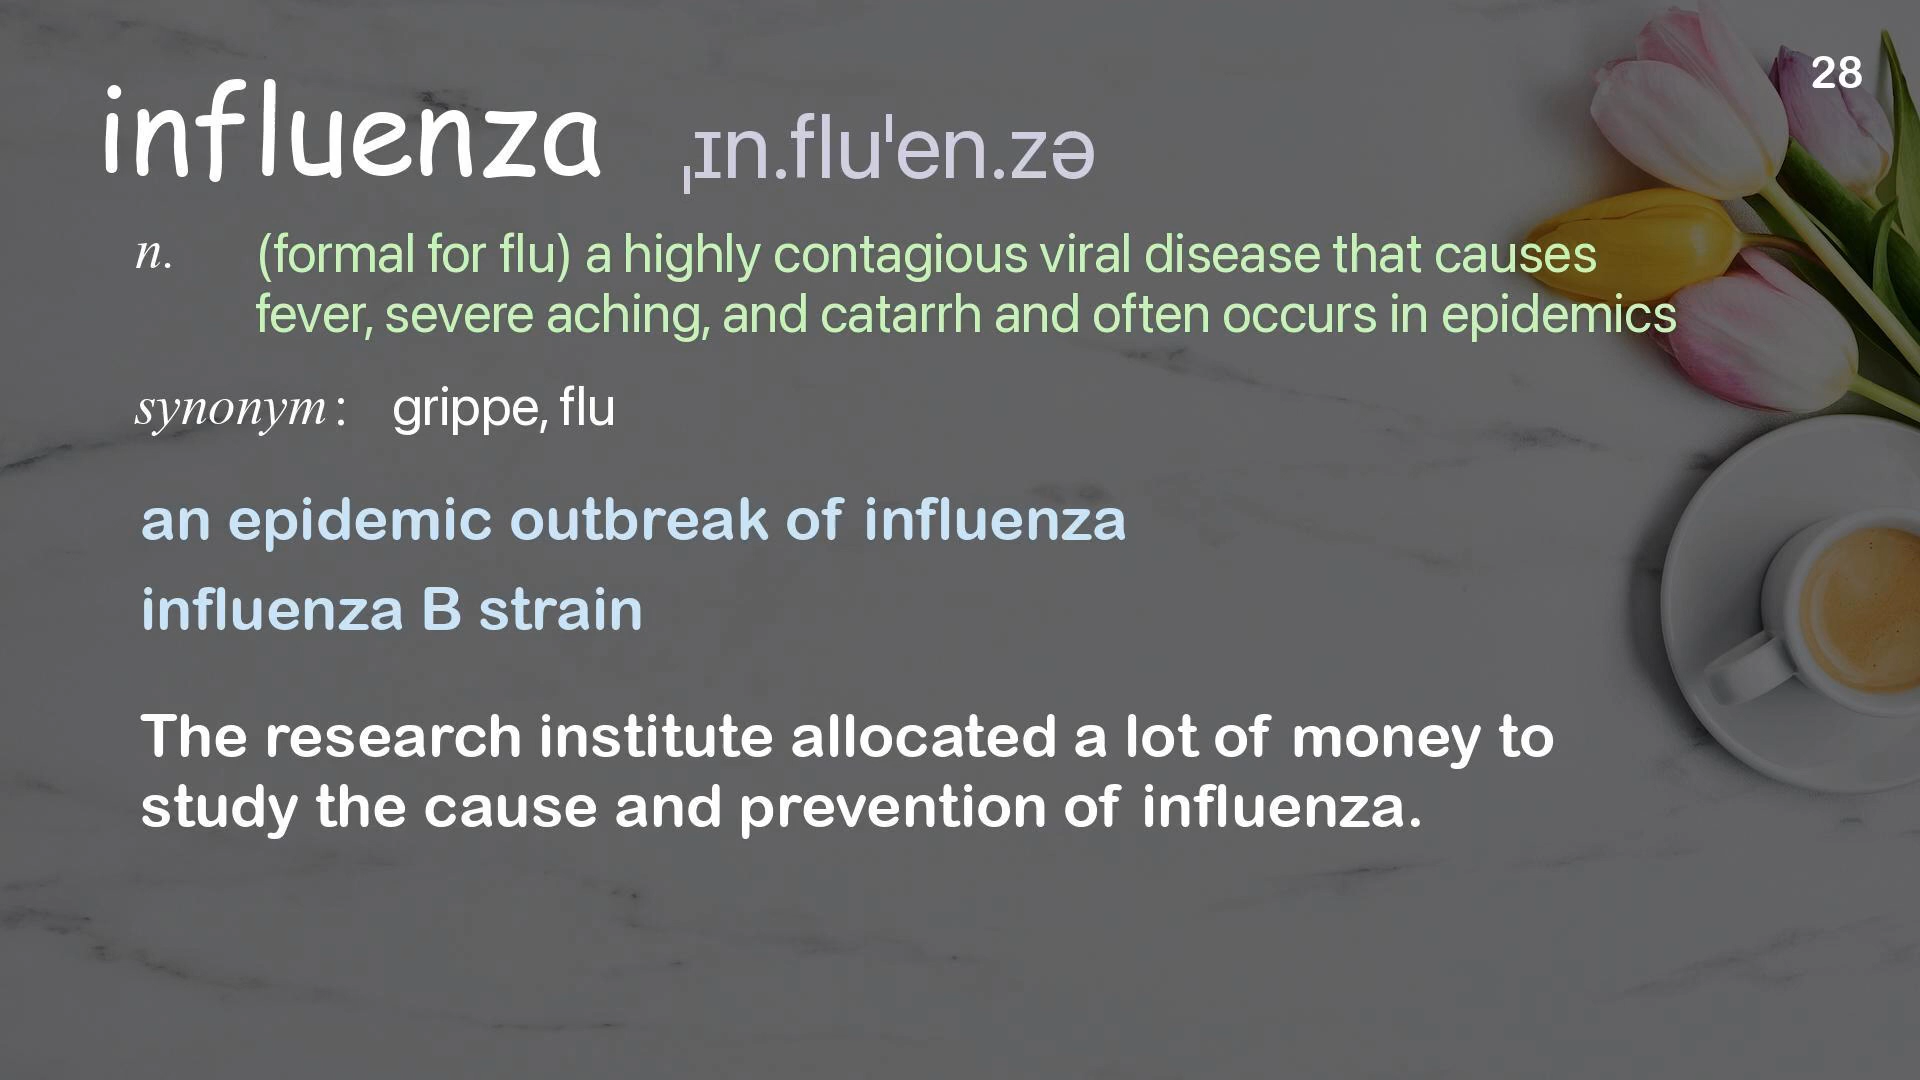 28
influenza ˌɪn.fluˈen.zə
n. (formal for flu) a highly contagious viral disease that causes
fever, severe aching, and catarrh and often occurs in epidemics
synonym: grippe, flu
an epidemic outbreak of influenza
influenza B strain
The research institute allocated a lot of money to
study the cause and prevention of influenza.